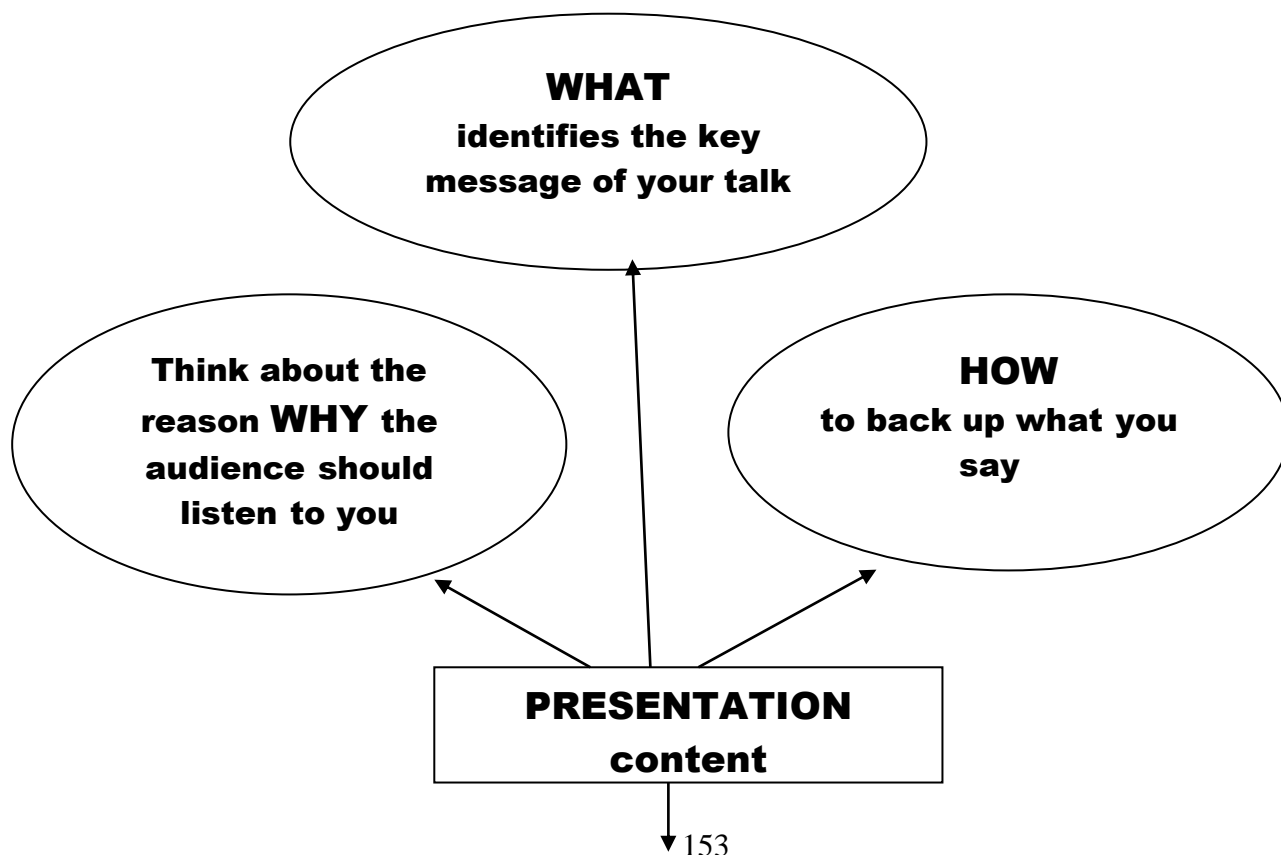 WHAT
identifies the key
message of your talk
Think about the
reason WHY the
audience should
listen to you
HOW
to back up what you
say
PRESENTATION
content
153